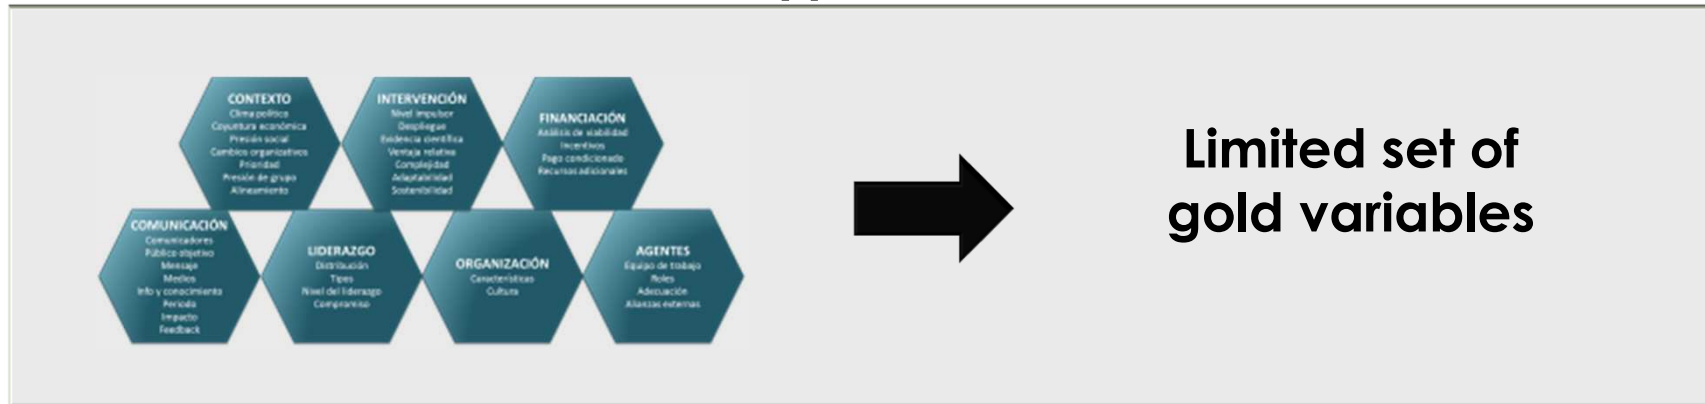 CONTEXTO
Clima político
Coyuntura económica
Presión social
Cambios organizativos
Prioridad
Presión de grupo
Alineamiento
INTERVENCIÓN
Nivel impulsor
Despliegue
Evidencia científica
Ventaja relativa
Complejidad
Adaptabilidad
Sostenibilidad
FINANCIACIÓN
Análisis de viabilidad
Incentivos
Pago condicionado
Recursos adicionales
COMUNICACIÓN
Comunicadores
Público objetivo
Mensaje
Medios
Info y conocimiento
Periodo
Impacto
Feedback
LIDERAZGO
Distribución
Tipos
Nivel del liderazgo
Compromiso
ORGANIZACIÓN
Características
Cultura
AGENTES
Equipo de trabajo
Roles
Adecuación
Alianzas externas
Limited set of
gold variables